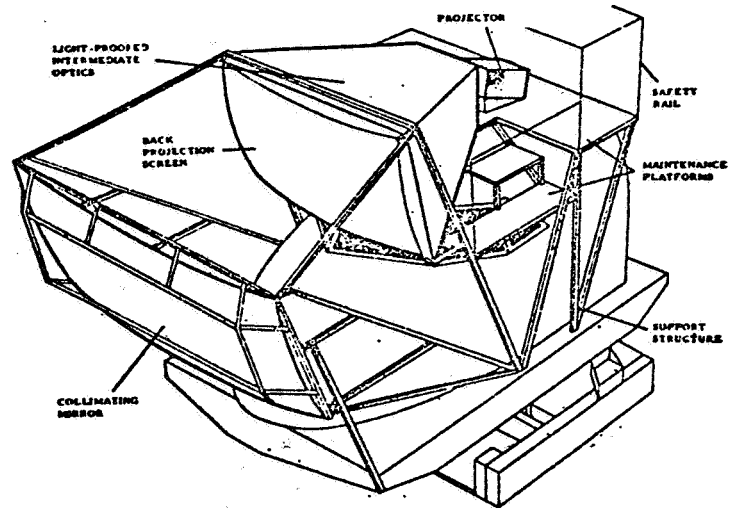 PROJECTOR
LIGHT-PROOFED
INTERMEDIATE
OPTICS
SAFETY
RAIL
BACK
PROJECTION
SCREEN
MAINTENANCE
PLATFORMS
SUPPORT
STRUCTURE
COLLIMATING
MIRROR